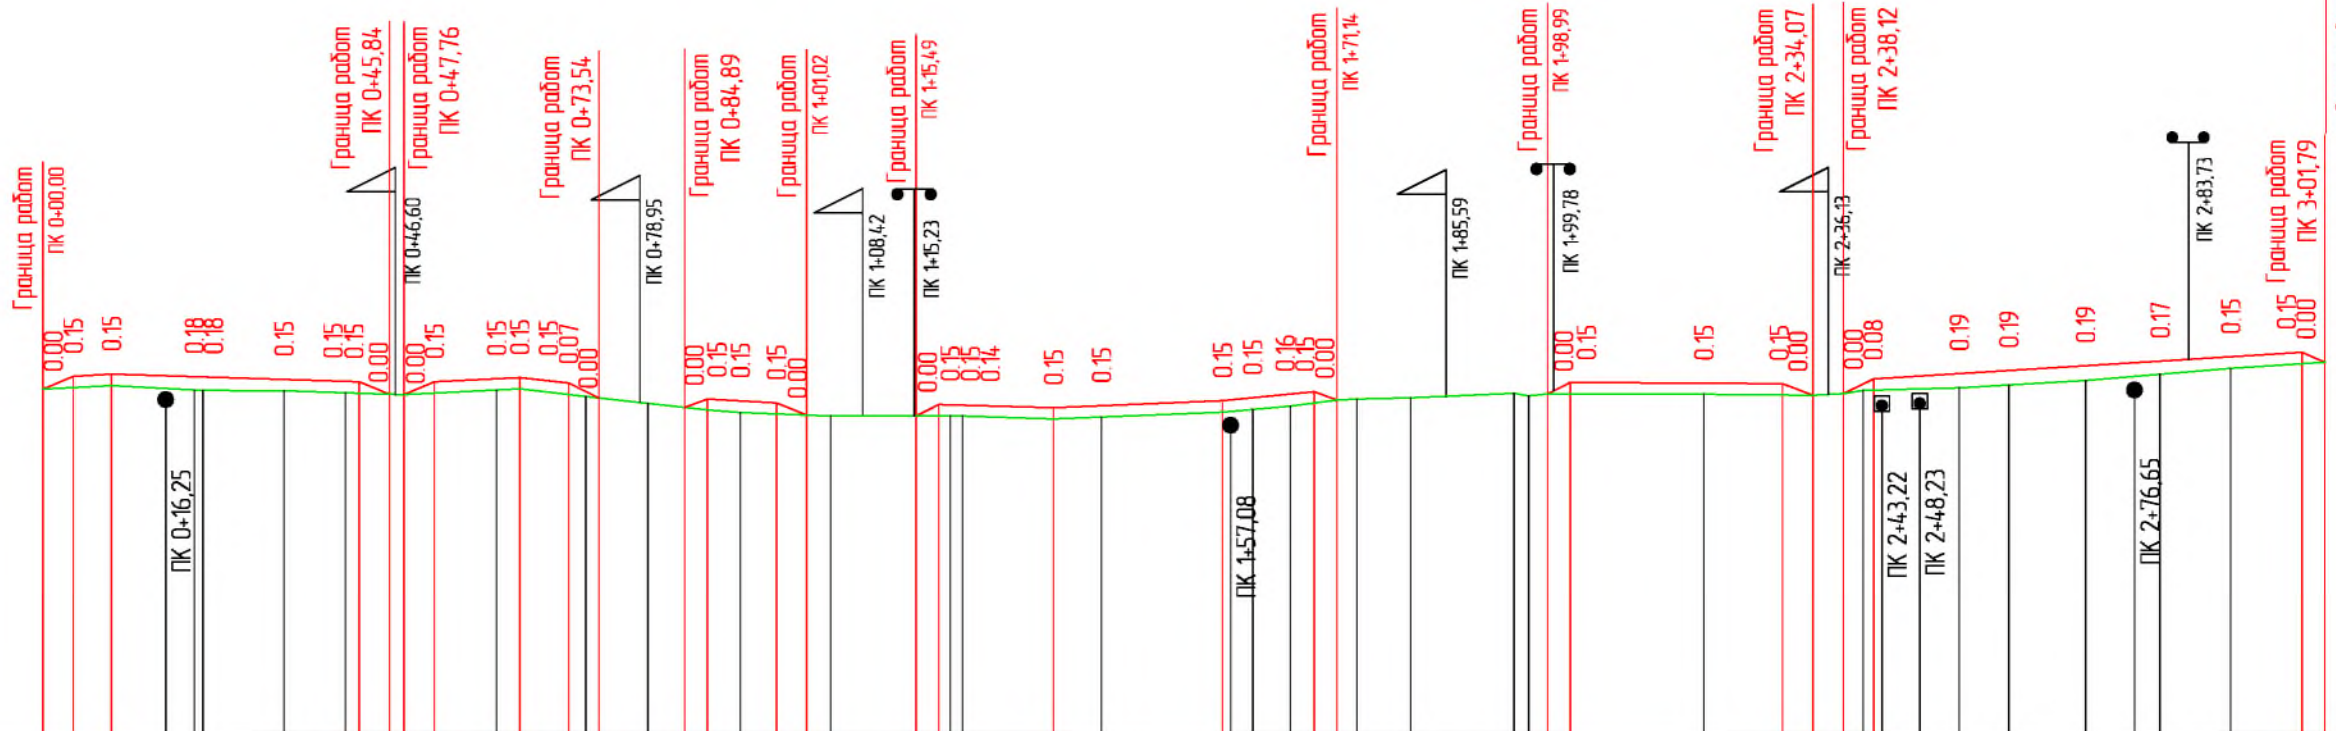 Граница работ
ПК 0+00,00
Граница работ
ПК 0+45,84
Граница работ
ПК 0+47,76
Граница работ
ПК 0+73,54
Граница работ
ПК 0+84,89
Граница работ
ПК 1+01,02
Граница работ
ПК 1+15,49
Граница работ
ПК 1+71,14
Граница работ
ПК 1+98,99
Граница работ
ПК 2+34,07
Граница работ
ПК 2+38,12
Граница работ
ПК 3+01,79
ПК 0+46,60
ПК 0+78,95
ПК 1+08,42
ПК 1+15,23
ПК 1+85,59
ПК 1+99,78
ПК 2+36,13
ПК 2+83,73
0.00
0.15
0.15
0.18
0.18
0.15
0.15
0.15
0.00
0.00
0.15
0.15
0.15
0.15
0.07
0.00
0.00
0.15
0.15
0.15
0.00
0.00
0.15
0.15
0.14
0.15
0.15
0.15
0.15
0.16
0.15
0.00
0.00
0.15
0.15
0.15
0.00
0.00
0.08
0.19
0.19
0.19
0.17
0.15
0.15
0.00
ПК 0+16,25
ПК 1+57,08
ПК 2+43,22
ПК 2+48,23
ПК 2+76,65